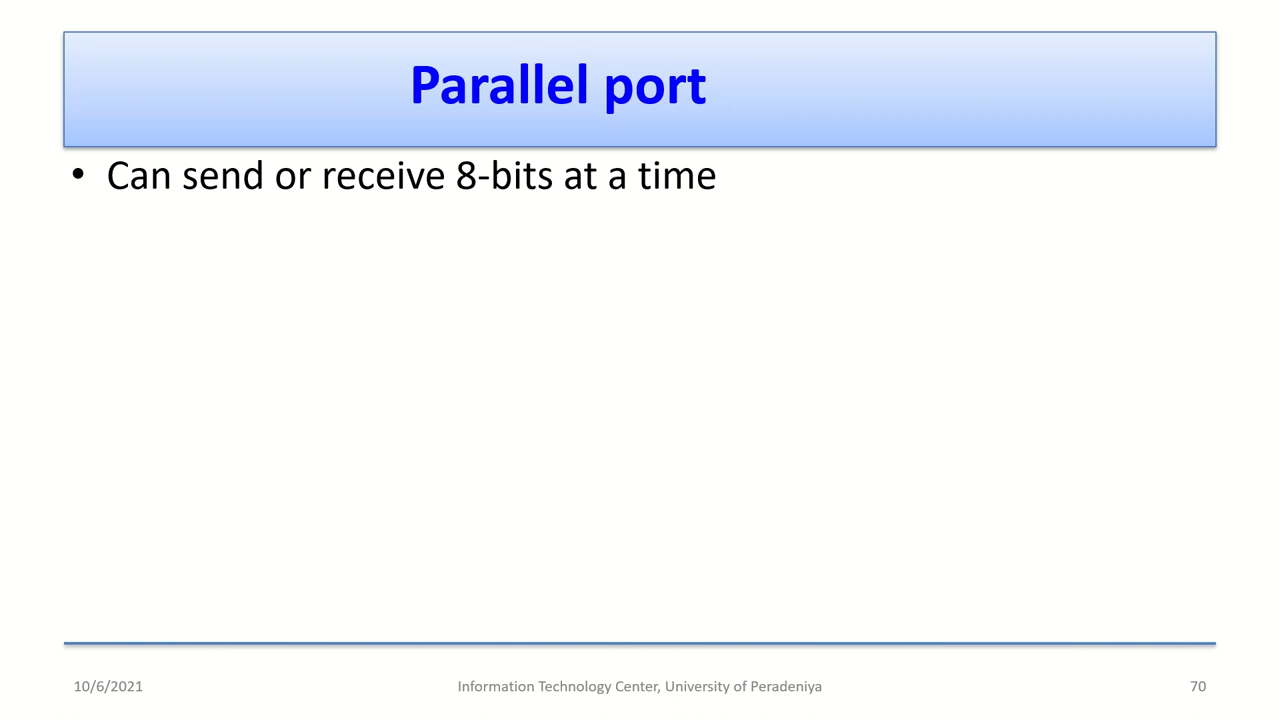 Parallel port
• Can send or receive 8-bits at a time
10/6/2021
Information Technology Center, University of Peradeniya
70